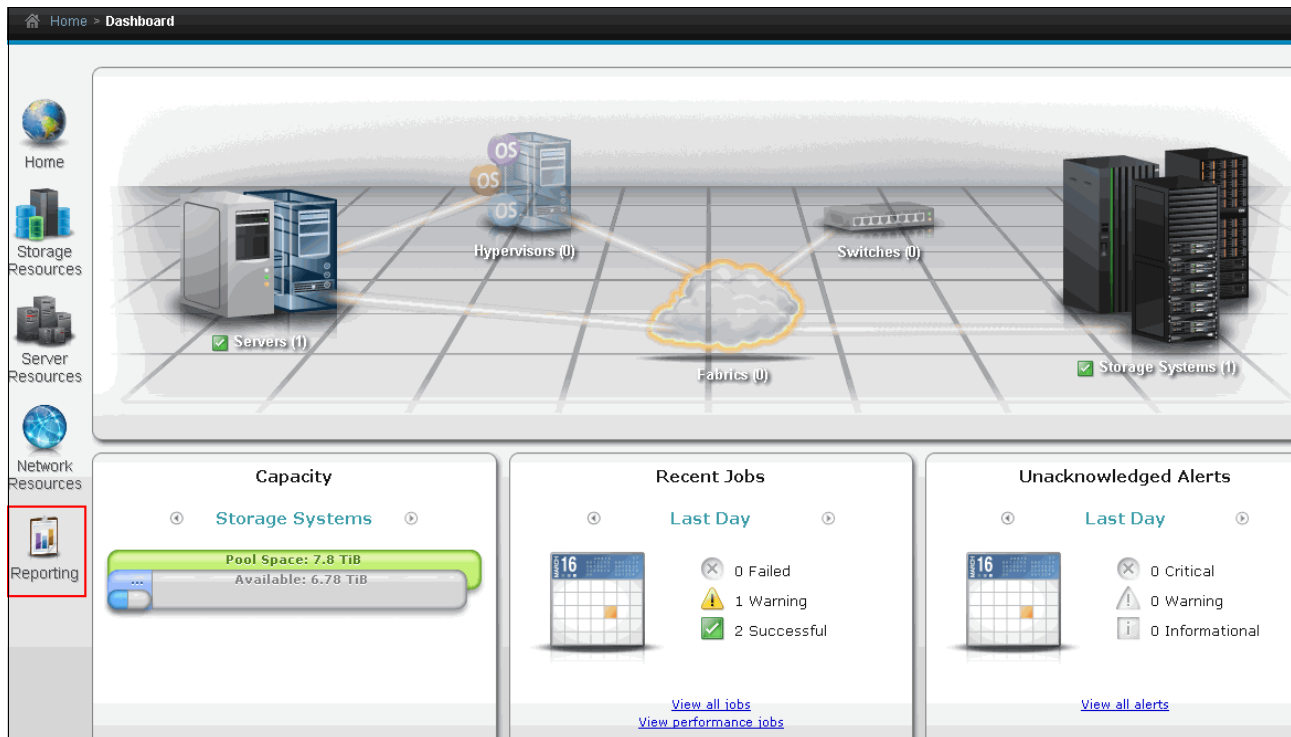 Home > Dashboard
Home
Storage
Resources
Server
Resources
Network
Resources
Reporting
OS
OS
OS
Hypervisors (0)
Switches (0)
Servers (1)
Fabrics (0)
Storage Systems (1)
Capacity
Storage Systems
Pool Space: 7.8 TiB
...
Available: 6.78 TiB
Recent Jobs
Last Day
MARCH
16
0 Failed
1 Warning
2 Successful
View all jobs
View performance jobs
Unacknowledged Alerts
Last Day
MARCH
16
0 Critical
0 Warning
i
0 Informational
View all alerts